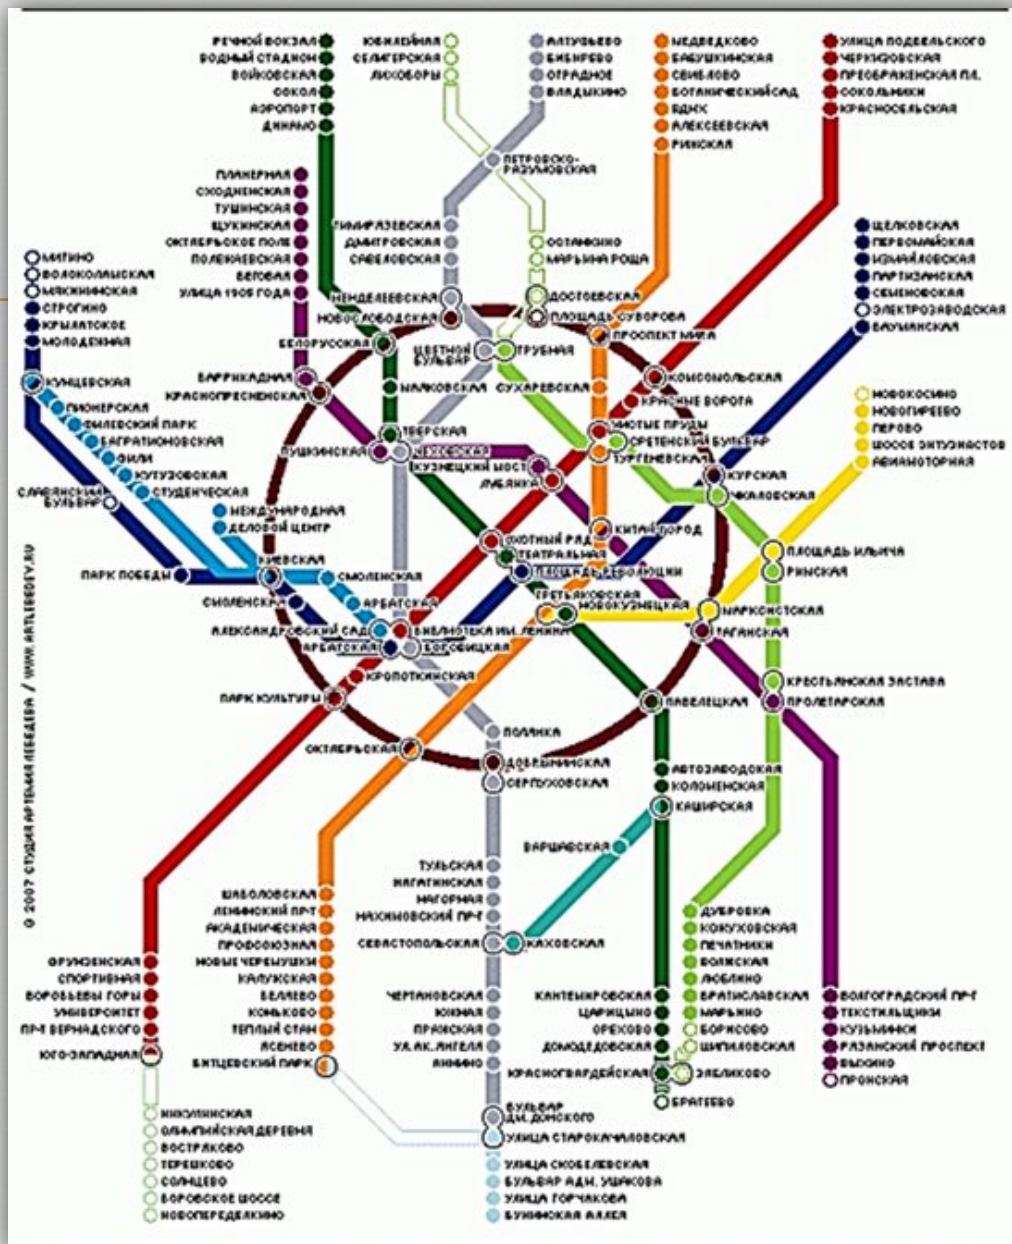 РЕЧНОЙ ВОКЗАЛ
ВОДНЫЙ СТАДИОН
ВОЙКОВСКАЯ
СОКОЛ
АЭРОПОРТ
ДИНАМО
ЮБИЛЕЙНАЯ
СЕЛИГЕРСКАЯ
ЛИХОБОРЫ
АЛТУФЬЕВО
БИБИРЕВО
ОТРАДНОЕ
ВЛАДЫКИНО
МЕДВЕДКОВО
БАБУШКИНСКАЯ
СВИБЛОВО
БОТАНИЧЕСКИЙ САД
ВДНХ
АЛЕКСЕЕВСКАЯ
РИЖСКАЯ
УЛИЦА ПОДБЕЛЬСКОГО
ЧЕРКИЗОВСКАЯ
ПРЕОБРАЖЕНСКАЯ ПЛ.
СОКОЛЬНИКИ
КРАСНОСЕЛЬСКАЯ
ПЕТРОВСКО-
РАЗУМОВСКАЯ
ПЛАНЕРНАЯ
СХОДНЕНСКАЯ
ТУШИНСКАЯ
ЩУКИНСКАЯ
ОКТЯБРЬСКОЕ ПОЛЕ
ПОЛЕЖАЕВСКАЯ
БЕГОВАЯ
УЛИЦА 1905 ГОДА
ТИМИРЯЗЕВСКАЯ
ДМИТРОВСКАЯ
САВЕЛОВСКАЯ
ОСТАНКИНО
МАРЬИНА РОЩА
ЩЕЛКОВСКАЯ
ПЕРВОМАЙСКАЯ
ИЗМАЙЛОВСКАЯ
ПАРТИЗАНСКАЯ
СЕМЕНОВСКАЯ
ЭЛЕКТРОЗАВОДСКАЯ
БАУМАНСКАЯ
МИТИНО
ВОЛОКОЛАМСКАЯ
МЯКИНИНСКАЯ
СТРОГИНО
КРЫЛАТСКОЕ
МОЛОДЕЖНАЯ
МЕНДЕЛЕЕВСКАЯ
НОВОСЛОБОДСКАЯ
ДОСТОЕВСКАЯ
ПЛОЩАДЬ СУВОРОВА
ПРОСПЕКТ МИРА
БЕЛОРУССКАЯ
ЦВЕТНОЙ
БУЛЬВАР
ТРУБНАЯ
КУНЦЕВСКАЯ
БАРРИКАДНАЯ
КРАСНОПРЕСНЕНСКАЯ
МАЯКОВСКАЯ
СУХАРЕВСКАЯ
КОМСОМОЛЬСКАЯ
КРАСНЫЕ ВОРОТА
НОВОКОСИНО
НОВОГИРЕЕВО
ПЕРОВО
ШОССЕ ЭНТУЗИАСТОВ
АВИАМОТОРНАЯ
ПИОНЕРСКАЯ
ФИЛЕВСКИЙ ПАРК
БАГРАТИОНОВСКАЯ
ФИЛИ
КУТУЗОВСКАЯ
СТУДЕНЧЕСКАЯ
ТВЕРСКАЯ
ЧИСТЫЕ ПРУДЫ
СРЕТЕНСКИЙ БУЛЬВАР
ТУРГЕНЕВСКАЯ
ПУШКИНСКАЯ
ЧЕХОВСКАЯ
КУЗНЕЦКИЙ МОСТ
ЛУБЯНКА
КУРСКАЯ
ЧКАЛОВСКАЯ
СЛАВЯНСКИЙ
БУЛЬВАР
МЕЖДУНАРОДНАЯ
ДЕЛОВОЙ ЦЕНТР
КИТАЙ-ГОРОД
ОХОТНЫЙ РЯД
ТЕАТРАЛЬНАЯ
ПЛОЩАДЬ РЕВОЛЮЦИИ
ПЛОЩАДЬ ИЛЬИЧА
РИМСКАЯ
КИЕВСКАЯ
ПАРК ПОБЕДЫ
СМОЛЕНСКАЯ
СМОЛЕНСКАЯ
АРБАТСКАЯ
ТРЕТЬЯКОВСКАЯ
НОВОКУЗНЕЦКАЯ
МАРКСИСТСКАЯ
ТАГАНСКАЯ
АЛЕКСАНДРОВСКИЙ САД
БИБЛИОТЕКА ИМ. ЛЕНИНА
АРБАТСКАЯ
БОРОВИЦКАЯ
КРОПОТКИНСКАЯ
ПАРК КУЛЬТУРЫ
КРЕСТЬЯНСКАЯ ЗАСТАВА
ПРОЛЕТАРСКАЯ
ПАВЕЛЕЦКАЯ
ОКТЯБРЬСКАЯ
ПОЛЯНКА
ДОБРЫНИНСКАЯ
СЕРПУХОВСКАЯ
АВТОЗАВОДСКАЯ
КОЛОМЕНСКАЯ
КАШИРСКАЯ
ВАРШАВСКАЯ
ТУЛЬСКАЯ
НАГАТИНСКАЯ
НАГОРНАЯ
НАХИМОВСКИЙ ПР-Т
СЕВАСТОПОЛЬСКАЯ
КАХОВСКАЯ
ШАБОЛОВСКАЯ
ЛЕНИНСКИЙ ПР-Т
АКАДЕМИЧЕСКАЯ
ПРОФСОЮЗНАЯ
НОВЫЕ ЧЕРЕМУШКИ
КАЛУЖСКАЯ
БЕЛЯЕВО
КОНЬКОВО
ТЕПЛЫЙ СТАН
ЯСЕНЕВО
БИТЦЕВСКИЙ ПАРК
ДУБРОВКА
КОЖУХОВСКАЯ
ПЕЧАТНИКИ
ВОЛЖСКАЯ
ЛЮБЛИНО
БРАТИСЛАВСКАЯ
МАРЬИНО
БОРИСОВО
ШИПИЛОВСКАЯ
ЗЯБЛИКОВО
ФРУНЗЕНСКАЯ
СПОРТИВНАЯ
ВОРОБЬЕВЫ ГОРЫ
УНИВЕРСИТЕТ
ПР-Т ВЕРНАДСКОГО
ЮГО-ЗАПАДНАЯ
ЧЕРТАНОВСКАЯ
ЮЖНАЯ
ПРАЖСКАЯ
УЛ. АК. ЯНГЕЛЯ
АННИНО
КАНТЕМИРОВСКАЯ
ЦАРИЦЫНО
ОРЕХОВО
ДОМОДЕДОВСКАЯ
КРАСНОГВАРДЕЙСКАЯ
БРАТЕЕВО
ВОЛГОГРАДСКИЙ ПР-Т
ТЕКСТИЛЬЩИКИ
КУЗЬМИНКИ
РЯЗАНСКИЙ ПРОСПЕКТ
ВЫХИНО
ПРОНСКАЯ
БУЛЬВАР
ДМ. ДОНСКОГО
УЛИЦА СТАРОКАЧАЛОВСКАЯ
УЛИЦА СКОБЕЛЕВСКАЯ
БУЛЬВАР АДМ. УШАКОВА
УЛИЦА ГОРЧАКОВА
БУНИНСКАЯ АЛЛЕЯ
НИКУЛИНСКАЯ
ОЛИМПИЙСКАЯ ДЕРЕВНЯ
ВОСТРЯКОВО
ТЕРЕШКОВО
СОЛНЦЕВО
БОРОВСКОЕ ШОССЕ
НОВОПЕРЕДЕЛКИНО
© 2007 СТУДИЯ АРТЕМИЯ ЛЕБЕДЕВА / WWW.ARTLEBEDEV.RU